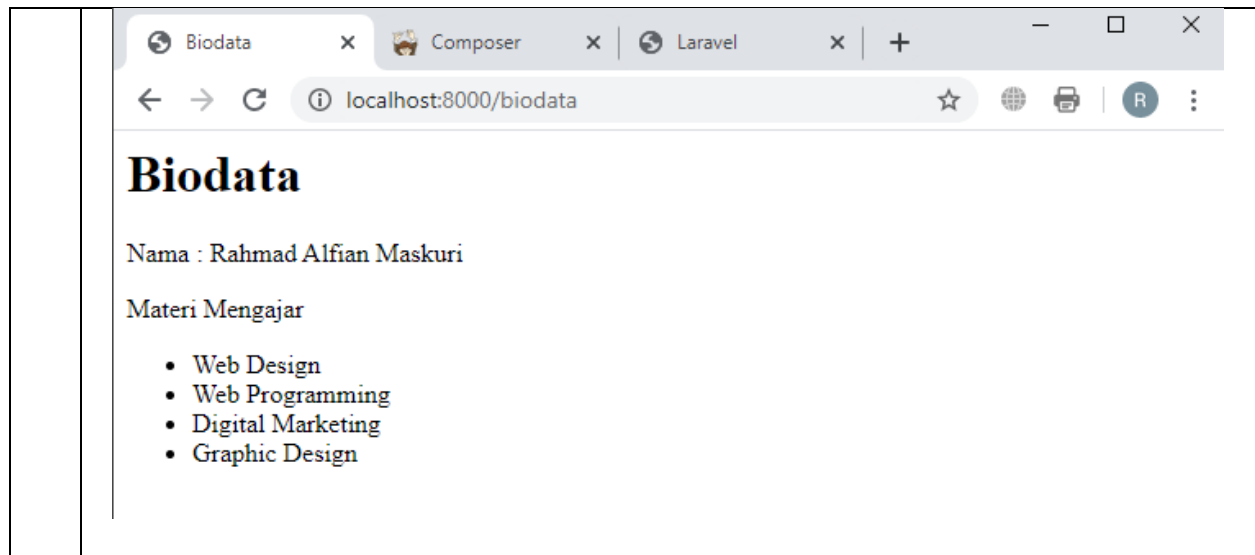 Biodata
Composer
Laravel
localhost:8000/biodata
R
Biodata
Nama : Rahmad Alfian Maskuri
Materi Mengajar
Web Design
Web Programming
Digital Marketing
Graphic Design